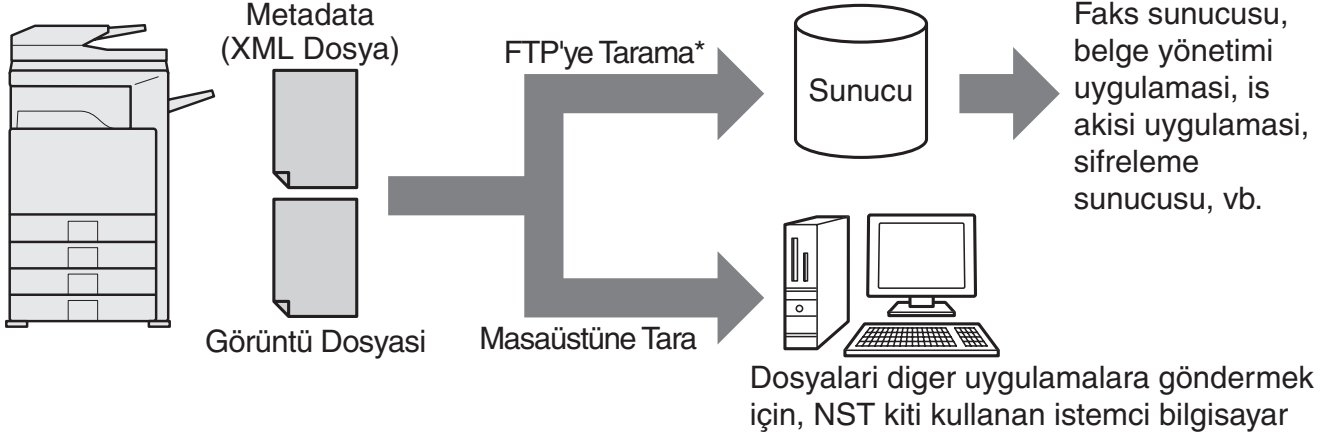 Metadata
(XML Dosya)
Görüntü Dosyasi
FTP'ye Tarama*
Masaüstüne Tara
Sunucu
Faks sunucusu,
belge yönetimi
uygulamasi, is
akisi uygulamasi,
sifreleme
sunucusu, vb.
Dosyalari diger uygulamalara göndermek
için, NST kiti kullanan istemci bilgisayar